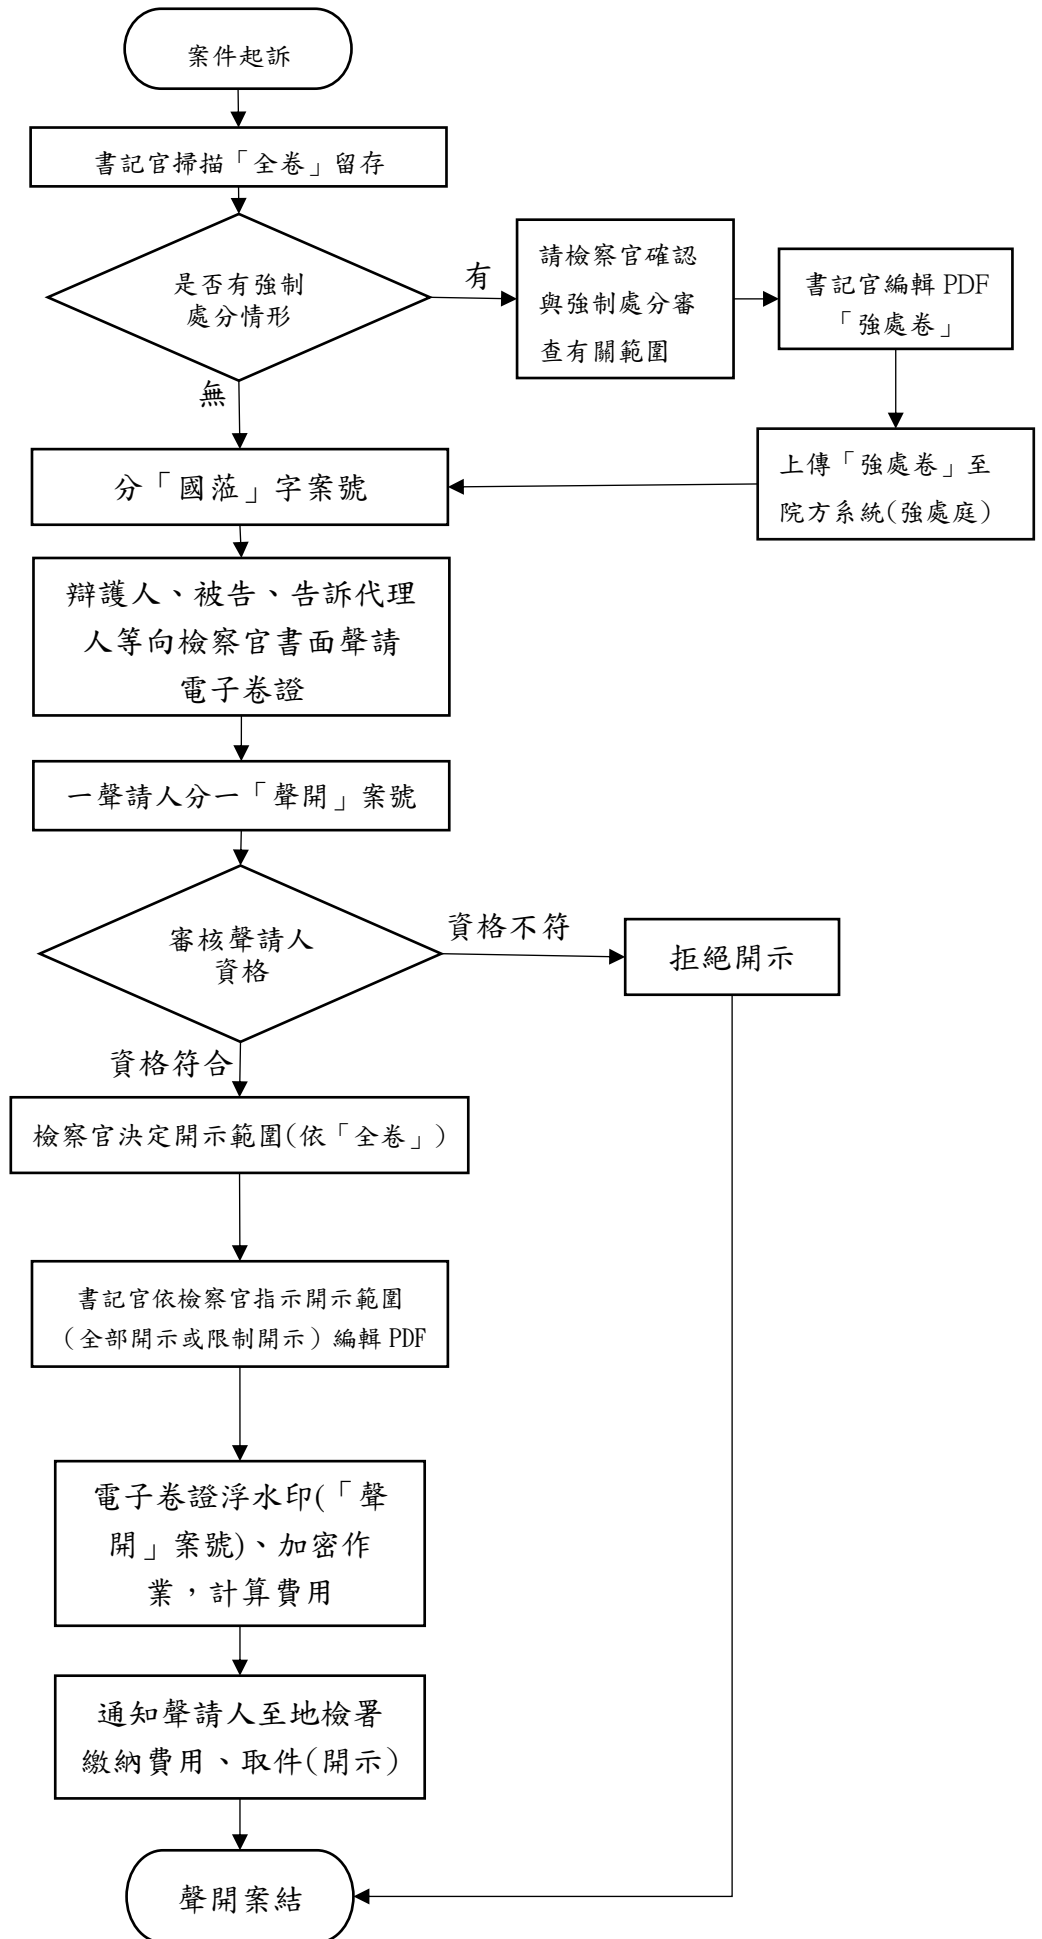 案件起訴
書記官掃描「全卷」留存
是否有強制
處分情形
有
請檢察官確認
與強制處分審
查有關範圍
書記官編輯 PDF
「強處卷」
上傳「強處卷」至
院方系統(強處庭)
無
分「國蒞」字案號
辯護人、被告、告訴代理
人等向檢察官書面聲請
電子卷證
一聲請人分一「聲開」案號
審核聲請人
資格
資格不符
拒絕開示
資格符合
檢察官決定開示範圍(依「全卷」)
書記官依檢察官指示開示範圍
（全部開示或限制開示）編輯 PDF
電子卷證浮水印(「聲
開」案號)、加密作
業，計算費用
通知聲請人至地檢署
繳納費用、取件(開示)
聲開案結